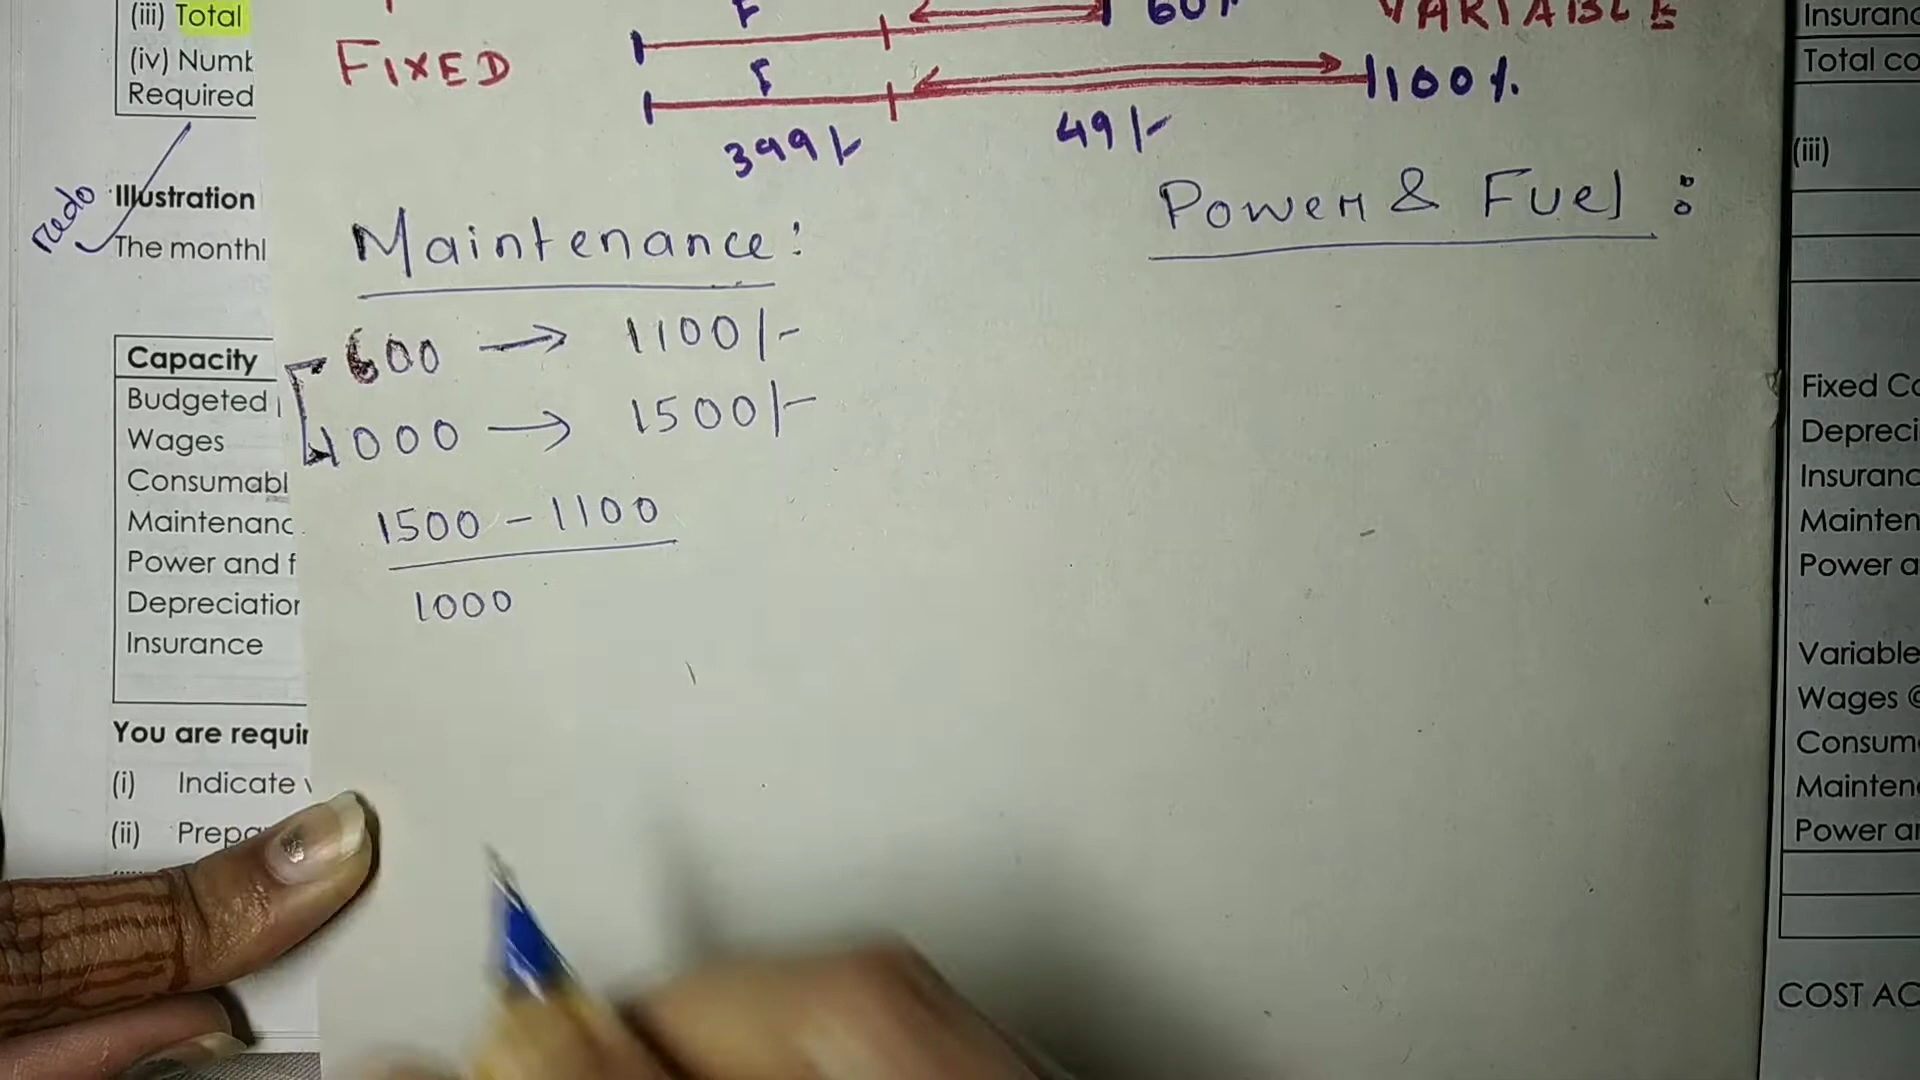 (iii) Total
(iv) Numb
Required
Redo
Illustration
The monthl
Capacity
Budgeted
Wages
Consumabl
Maintenanc
Power and f
Depreciation
Insurance
You are requir
(i) Indicate
(ii) Prepa
F 60% VARIABLE
FIXED F 1100%.
399/- 49/-
Maintenance:
600 → 1100/-
1000 → 1500/-
1500 - 1100
1000
Power & Fuel :
Insuranc
Total co
(iii)
Fixed Co
Depreci
Insuranc
Mainten
Power a
Variable
Wages @
Consum
Mainten
Power an
COST AC